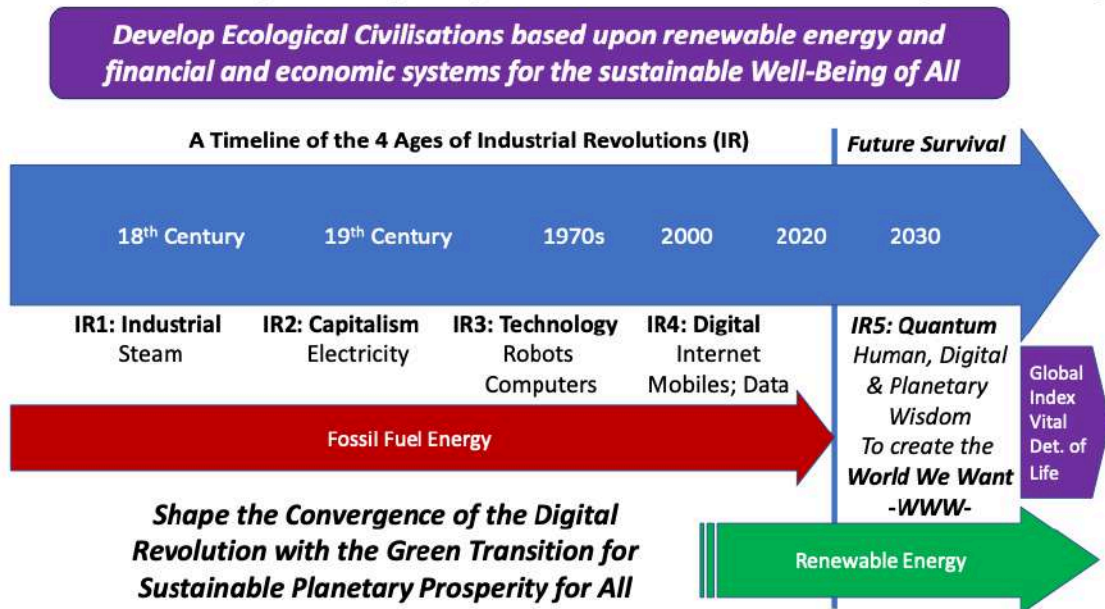 Develop Ecological Civilisations based upon renewable energy and
financial and economic systems for the sustainable Well-Being of All
A Timeline of the 4 Ages of Industrial Revolutions (IR)
Future Survival
18th Century
19th Century
1970s
2000
2020
2030
IR1: Industrial
Steam
IR2: Capitalism
Electricity
IR3: Technology
Robots
Computers
IR4: Digital
Internet
Mobiles; Data
IR5: Quantum
Human, Digital
& Planetary
Wisdom
To create the
World We Want
-WWW-
Global
Index
Vital
Det. of
Life
Fossil Fuel Energy
Shape the Convergence of the Digital
Revolution with the Green Transition for
Sustainable Planetary Prosperity for All
Renewable Energy